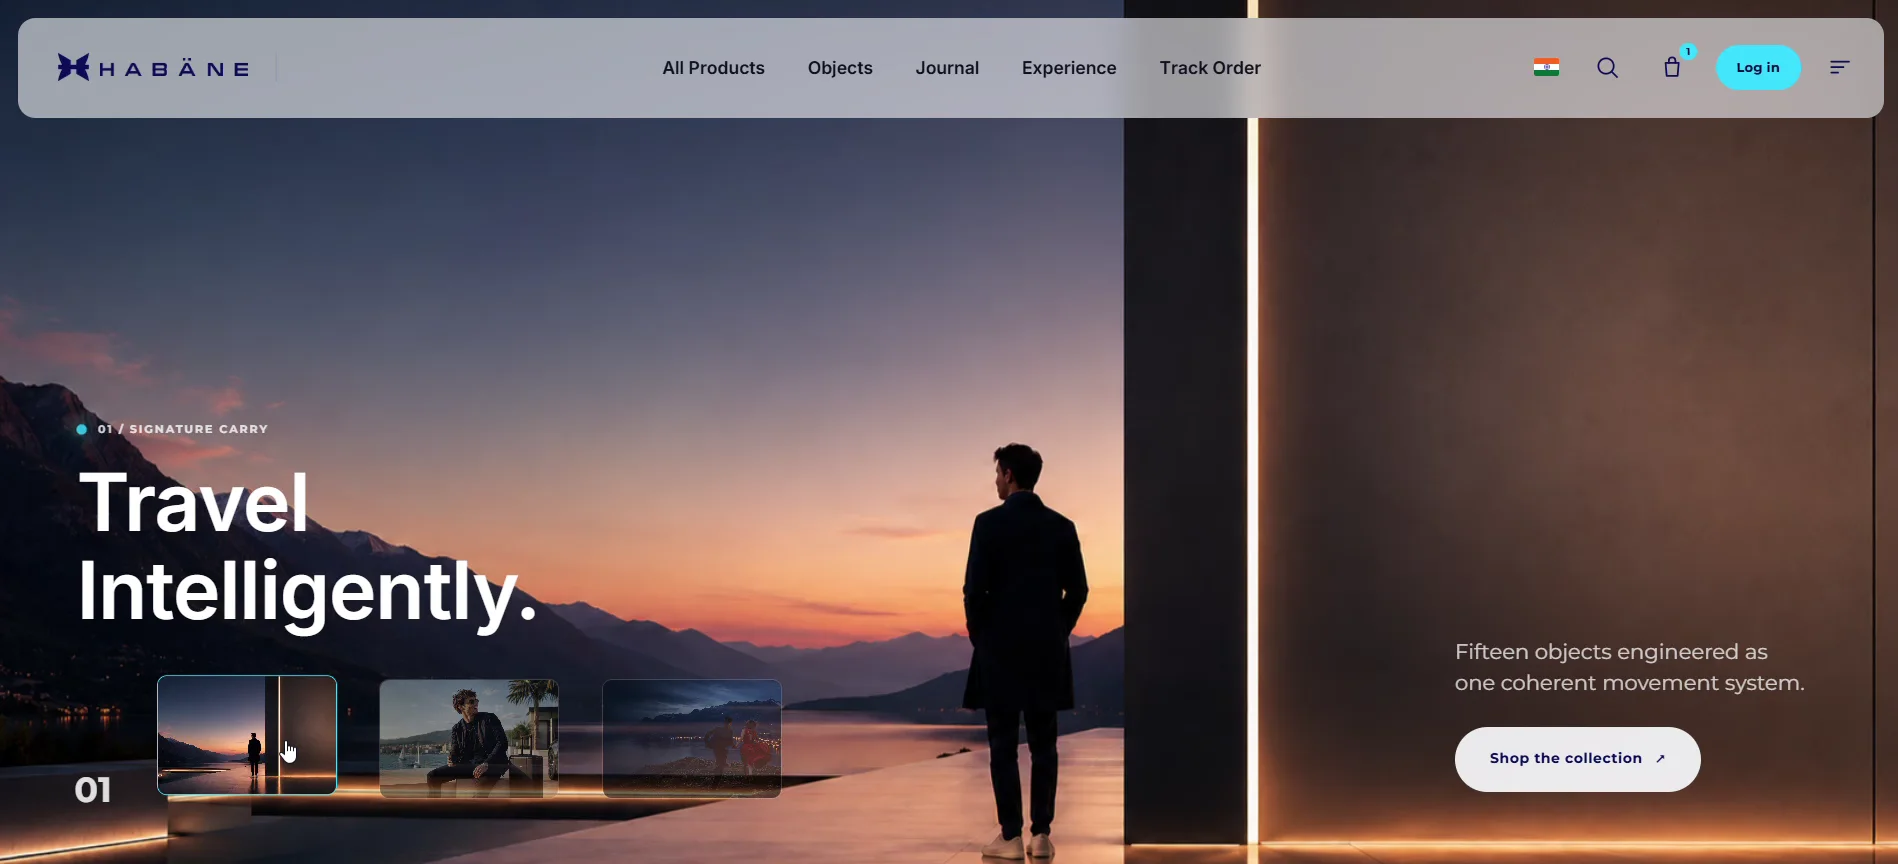 HABÄNE
All Products
Objects
Journal
Experience
Track Order
1
Log in
01 / SIGNATURE CARRY
Travel
Intelligently.
01
Fifteen objects engineered as
one coherent movement system.
Shop the collection ↗